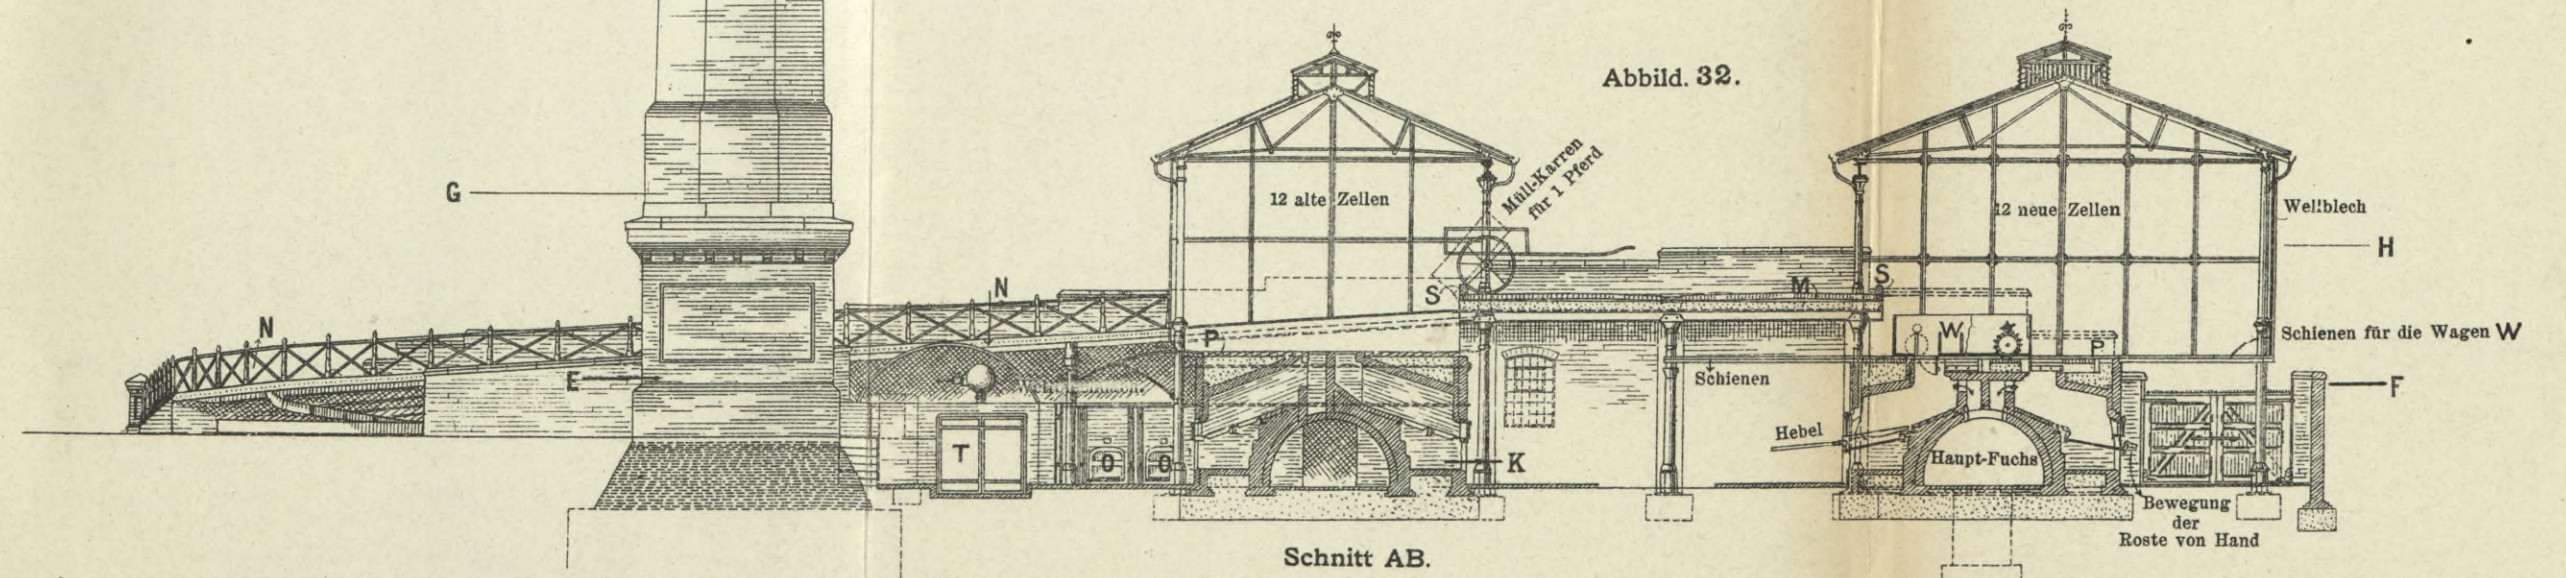 Abbild. 32.
Müll-Karren
für 1 Pferd
G
12 alte Zellen
12 neue Zellen
Wellblech
H
N
N
S
M
S
P
W
P
Schienen für die Wagen W
E
Schienen
F
T
O
O
K
Hebel
Haupt-Fuchs
Bewegung
der
Roste von Hand
Schnitt AB.